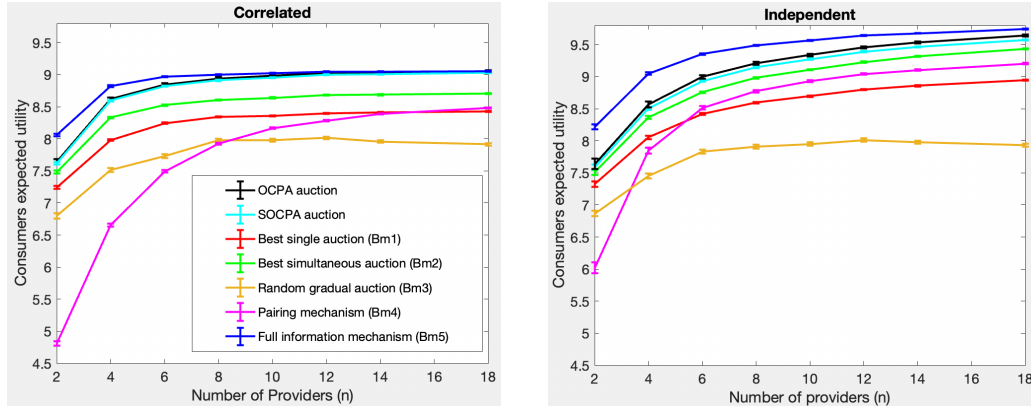 Correlated
Consumers expected utility
9.5
9
8.5
8
7.5
7
6.5
6
5.5
5
4.5
OCPA auction
SOCPA auction
Best single auction (Bm1)
Best simultaneous auction (Bm2)
Random gradual auction (Bm3)
Pairing mechanism (Bm4)
Full information mechanism (Bm5)
2 4 6 8 10 12 14 16 18
Number of Providers (n)
Independent
Consumers expected utility
9.5
9
8.5
8
7.5
7
6.5
6
5.5
5
4.5
2 4 6 8 10 12 14 16 18
Number of providers (n)